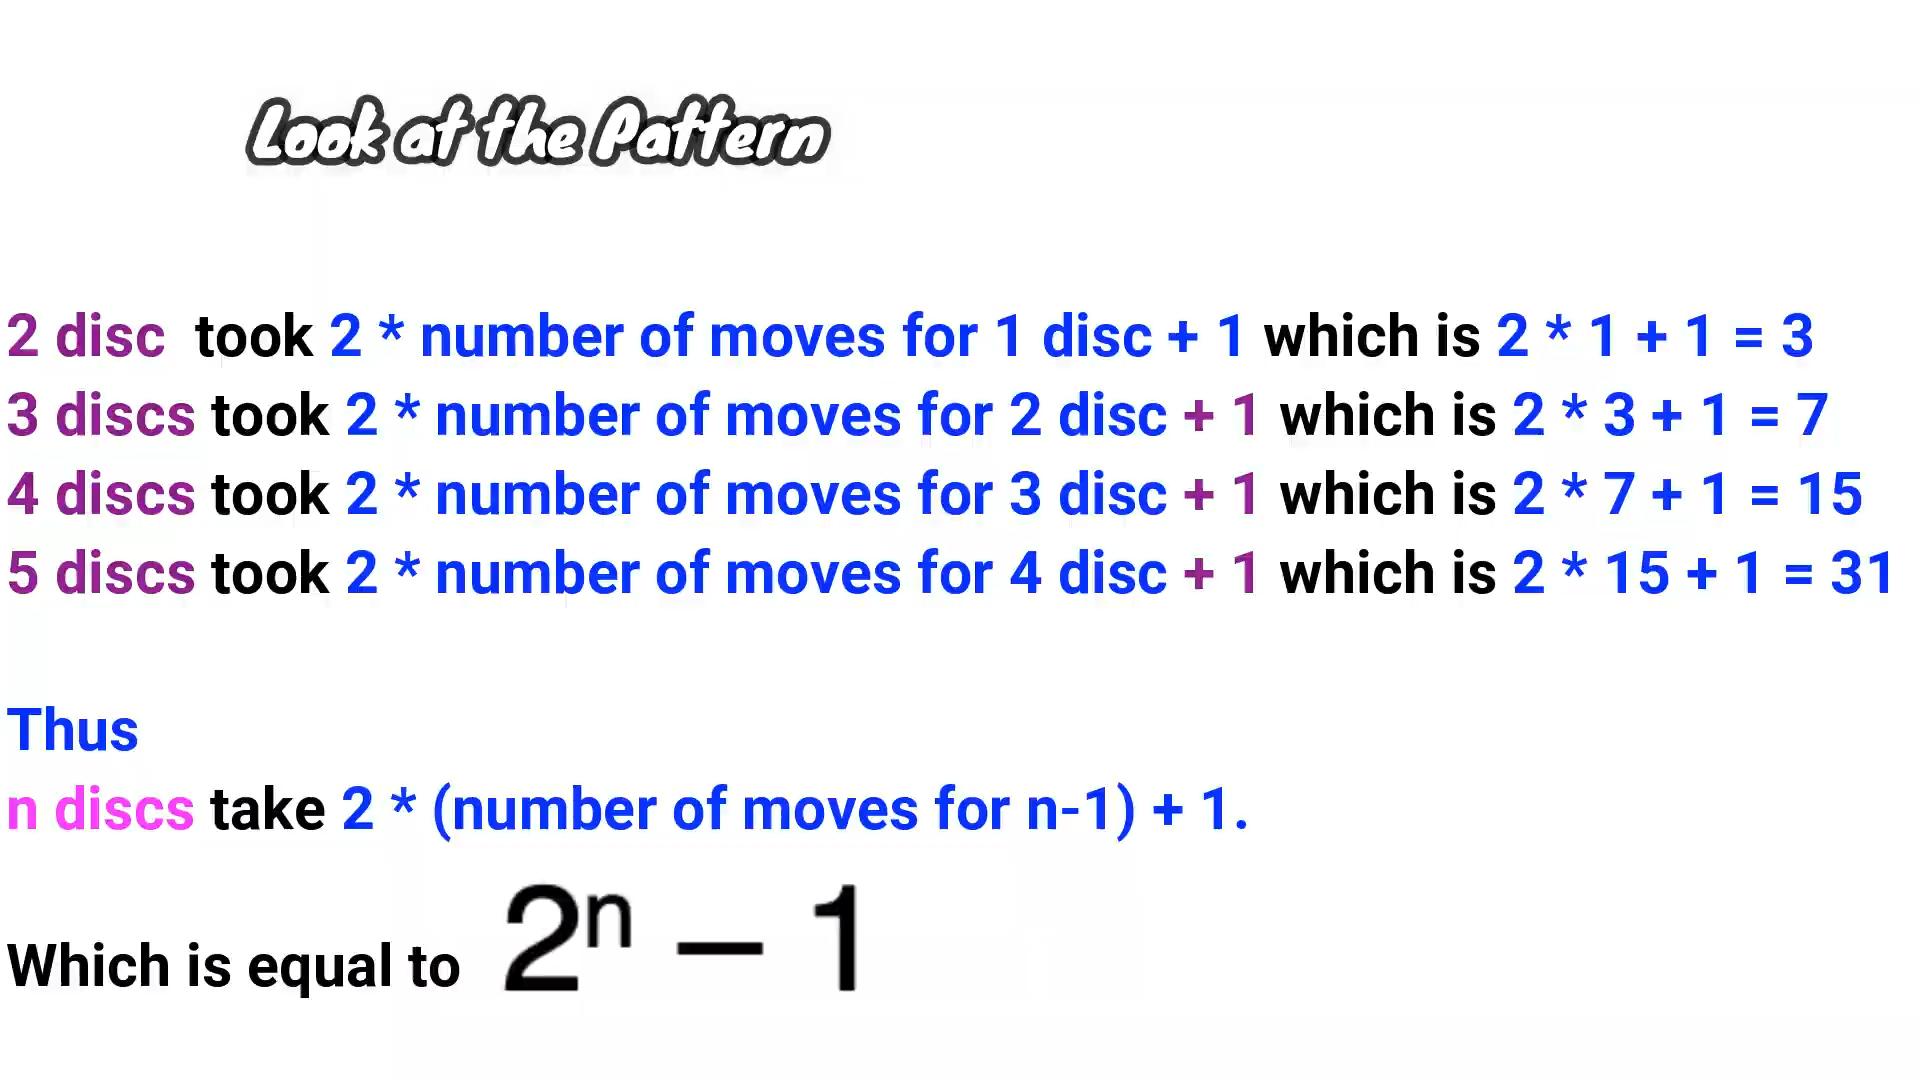 Look at the Pattern
2 disc took 2 * number of moves for 1 disc + 1 which is 2 * 1 + 1 = 3
3 discs took 2 * number of moves for 2 disc + 1 which is 2 * 3 + 1 = 7
4 discs took 2 * number of moves for 3 disc + 1 which is 2 * 7 + 1 = 15
5 discs took 2 * number of moves for 4 disc + 1 which is 2 * 15 + 1 = 31
Thus
n discs take 2 * (number of moves for n-1) + 1.
Which is equal to 2ⁿ – 1